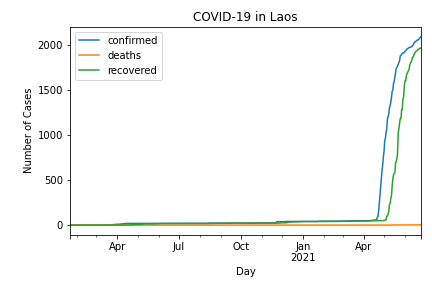 COVID-19 in Laos
confirmed
deaths
recovered
Number of Cases
2000
1500
1000
500
0
Apr Jul Oct Jan Apr
2021
Day